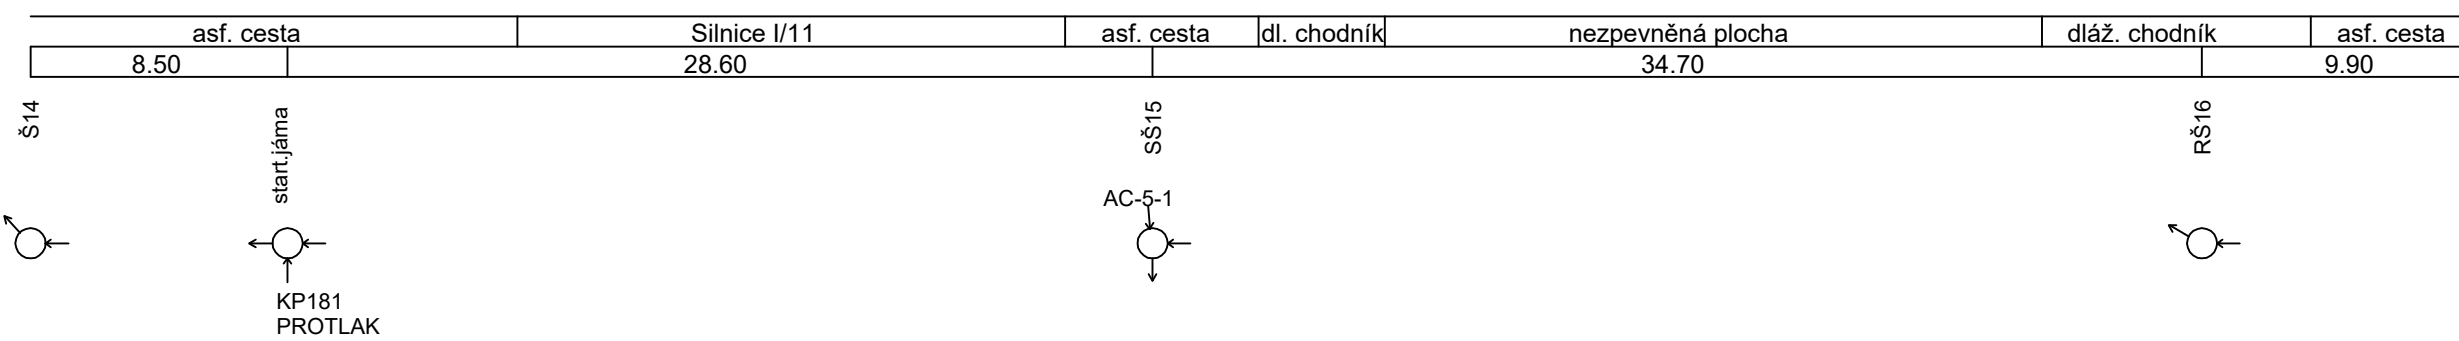 asf. cesta Silnice I/11 asf. cesta dl. chodník nezpevněná plocha dláž. chodník asf. cesta
8.50 28.60 34.70 9.90
Š14 start.jáma SŠ15 RŠ16
AC-5-1
KP181
PROTLAK